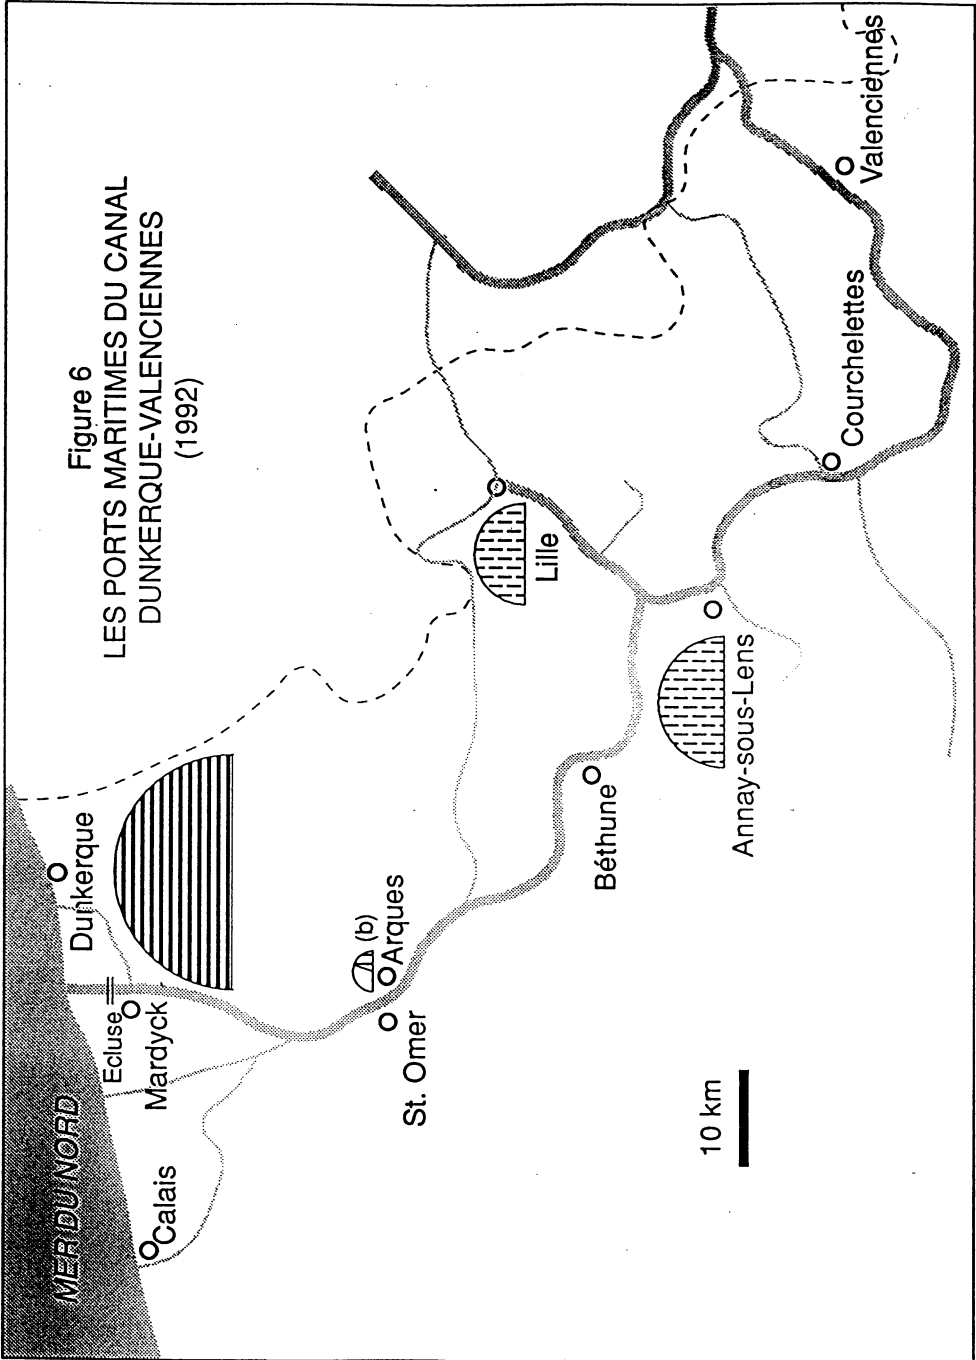 Figure 6
LES PORTS MARITIMES DU CANAL
DUNKERQUE-VALENCIENNES
(1992)
MER DU NORD
Dunkerque
Ecluse
Mardyck
Calais
(b)
Arques
St. Omer
Lille
Béthune
Annay-sous-Lens
Courchelettes
Valenciennes
10 km